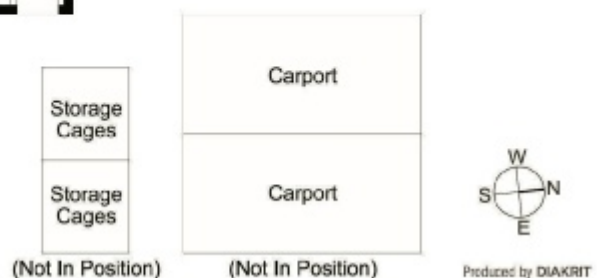 Carport
Storage
Cages
Storage
Cages
Carport
W
S N
E
(Not In Position) (Not In Position)
Produced by DIAKRIT